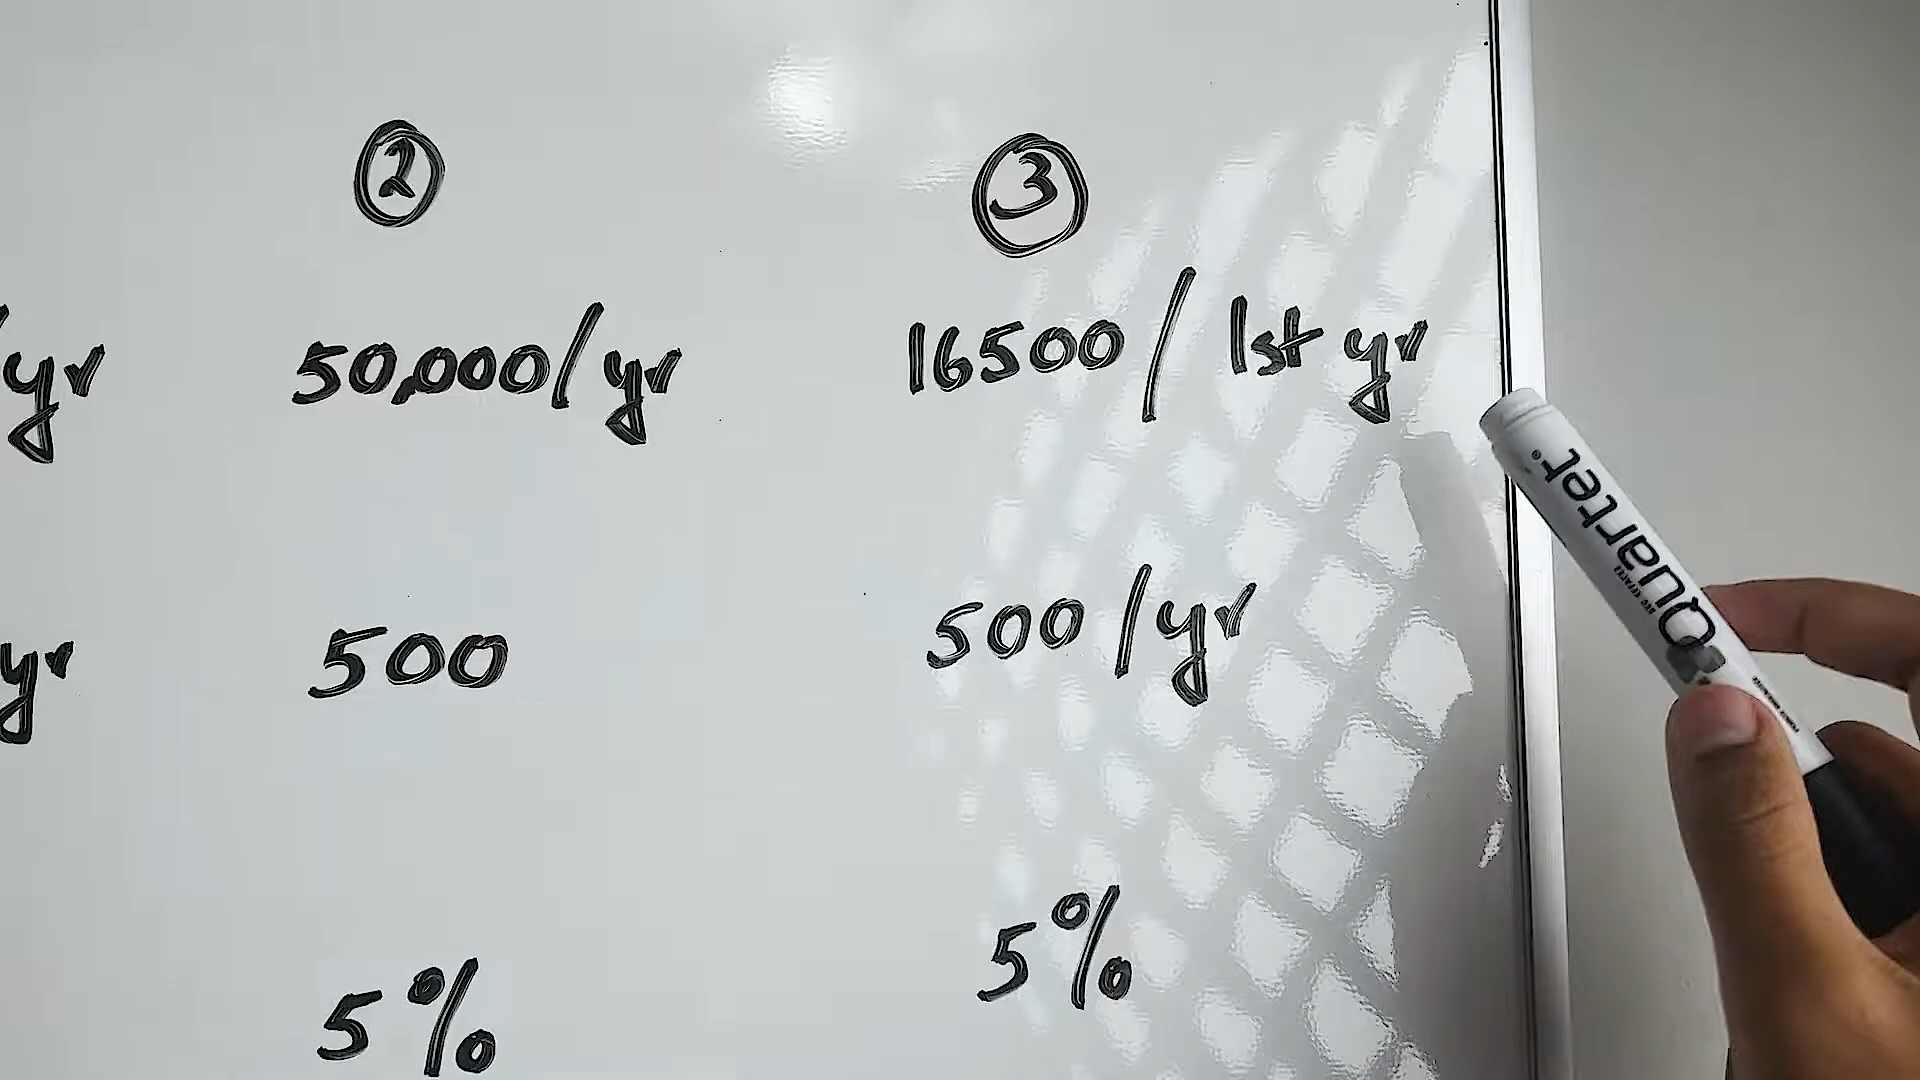 2 3
/yr 50,000/yr 16500/1st yr
yr 500 500/yr
5% 5%
Quartet®